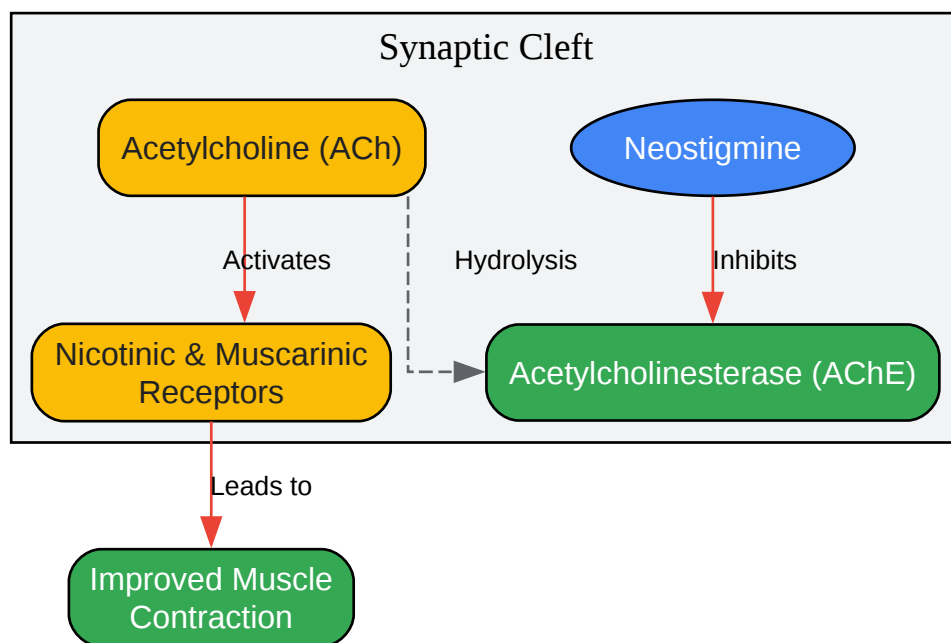 Synaptic Cleft
Acetylcholine (ACh)
Neostigmine
Activates
Hydrolysis
Inhibits
Nicotinic & Muscarinic
Receptors
Acetylcholinesterase (AChE)
Leads to
Improved Muscle
Contraction